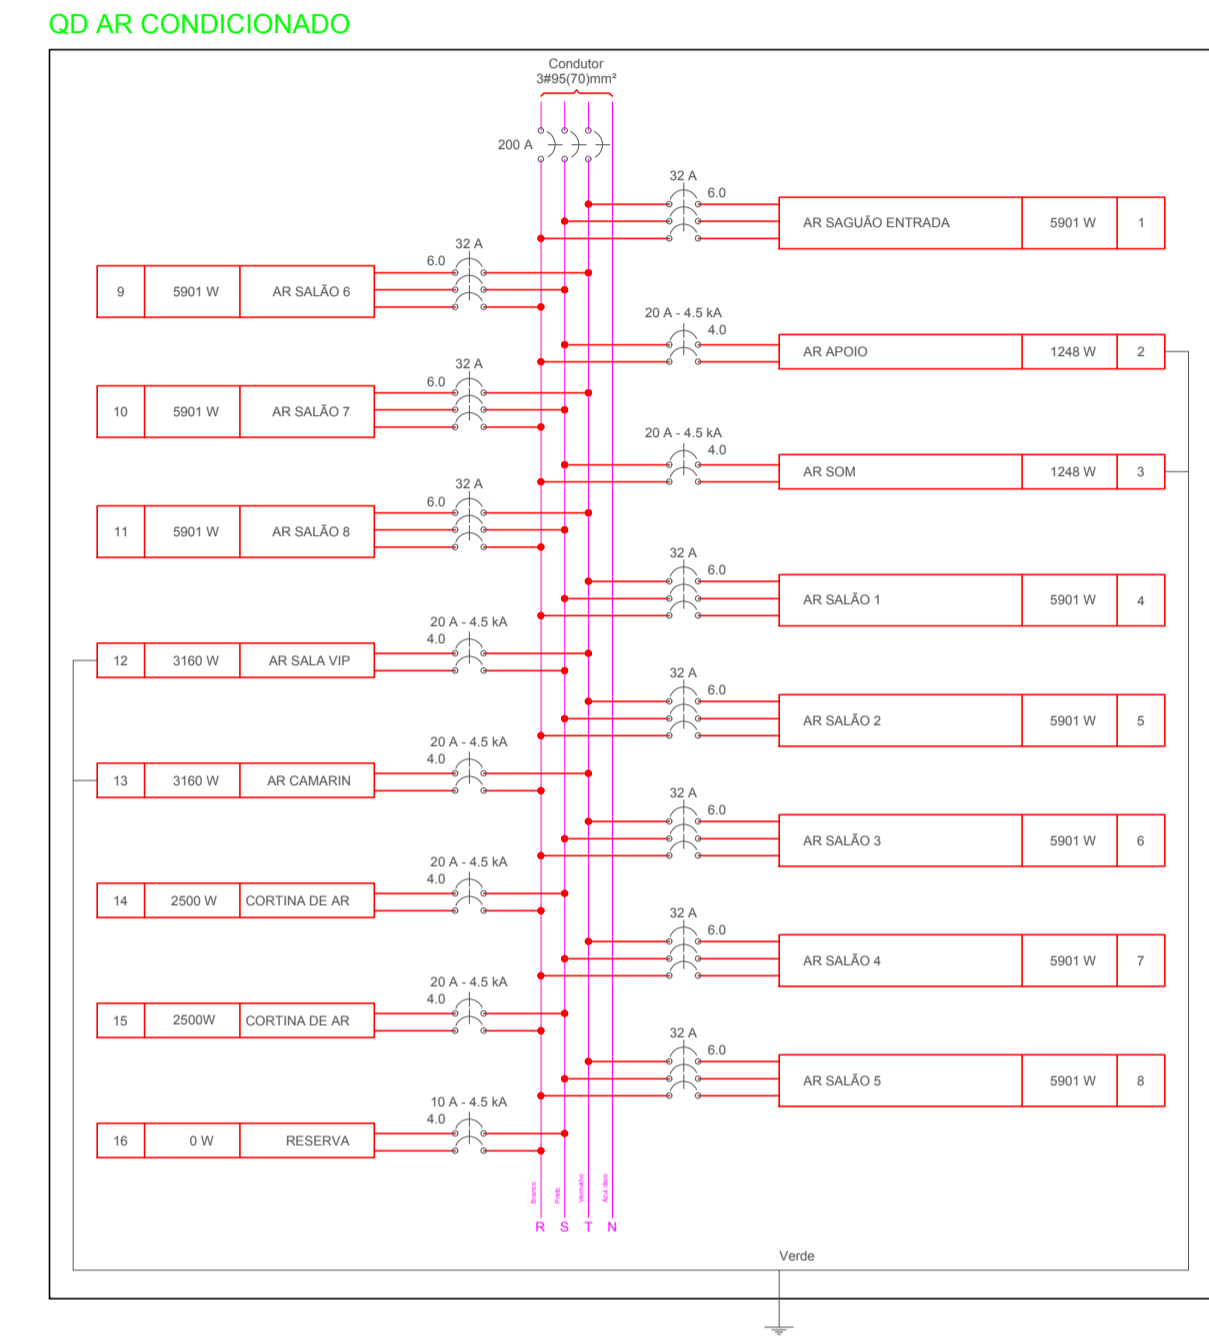 QD AR CONDICIONADO
Condutor
3#95(70)mm²
200 A
32 A
6.0
AR SAGUÃO ENTRADA 5901 W 1
32 A
6.0
9 5901 W AR SALÃO 6
20 A - 4.5 kA
4.0
AR APOIO 1248 W 2
32 A
6.0
10 5901 W AR SALÃO 7
20 A - 4.5 kA
4.0
AR SOM 1248 W 3
32 A
6.0
11 5901 W AR SALÃO 8
32 A
6.0
AR SALÃO 1 5901 W 4
20 A - 4.5 kA
4.0
12 3160 W AR SALA VIP
32 A
6.0
AR SALÃO 2 5901 W 5
20 A - 4.5 kA
4.0
13 3160 W AR CAMARIN
32 A
6.0
AR SALÃO 3 5901 W 6
20 A - 4.5 kA
4.0
14 2500 W CORTINA DE AR
32 A
6.0
AR SALÃO 4 5901 W 7
20 A - 4.5 kA
4.0
15 2500W CORTINA DE AR
32 A
6.0
AR SALÃO 5 5901 W 8
10 A - 4.5 kA
4.0
16 0 W RESERVA
Branco
Preto
Vermelho
Azul claro
R S T N
Verde